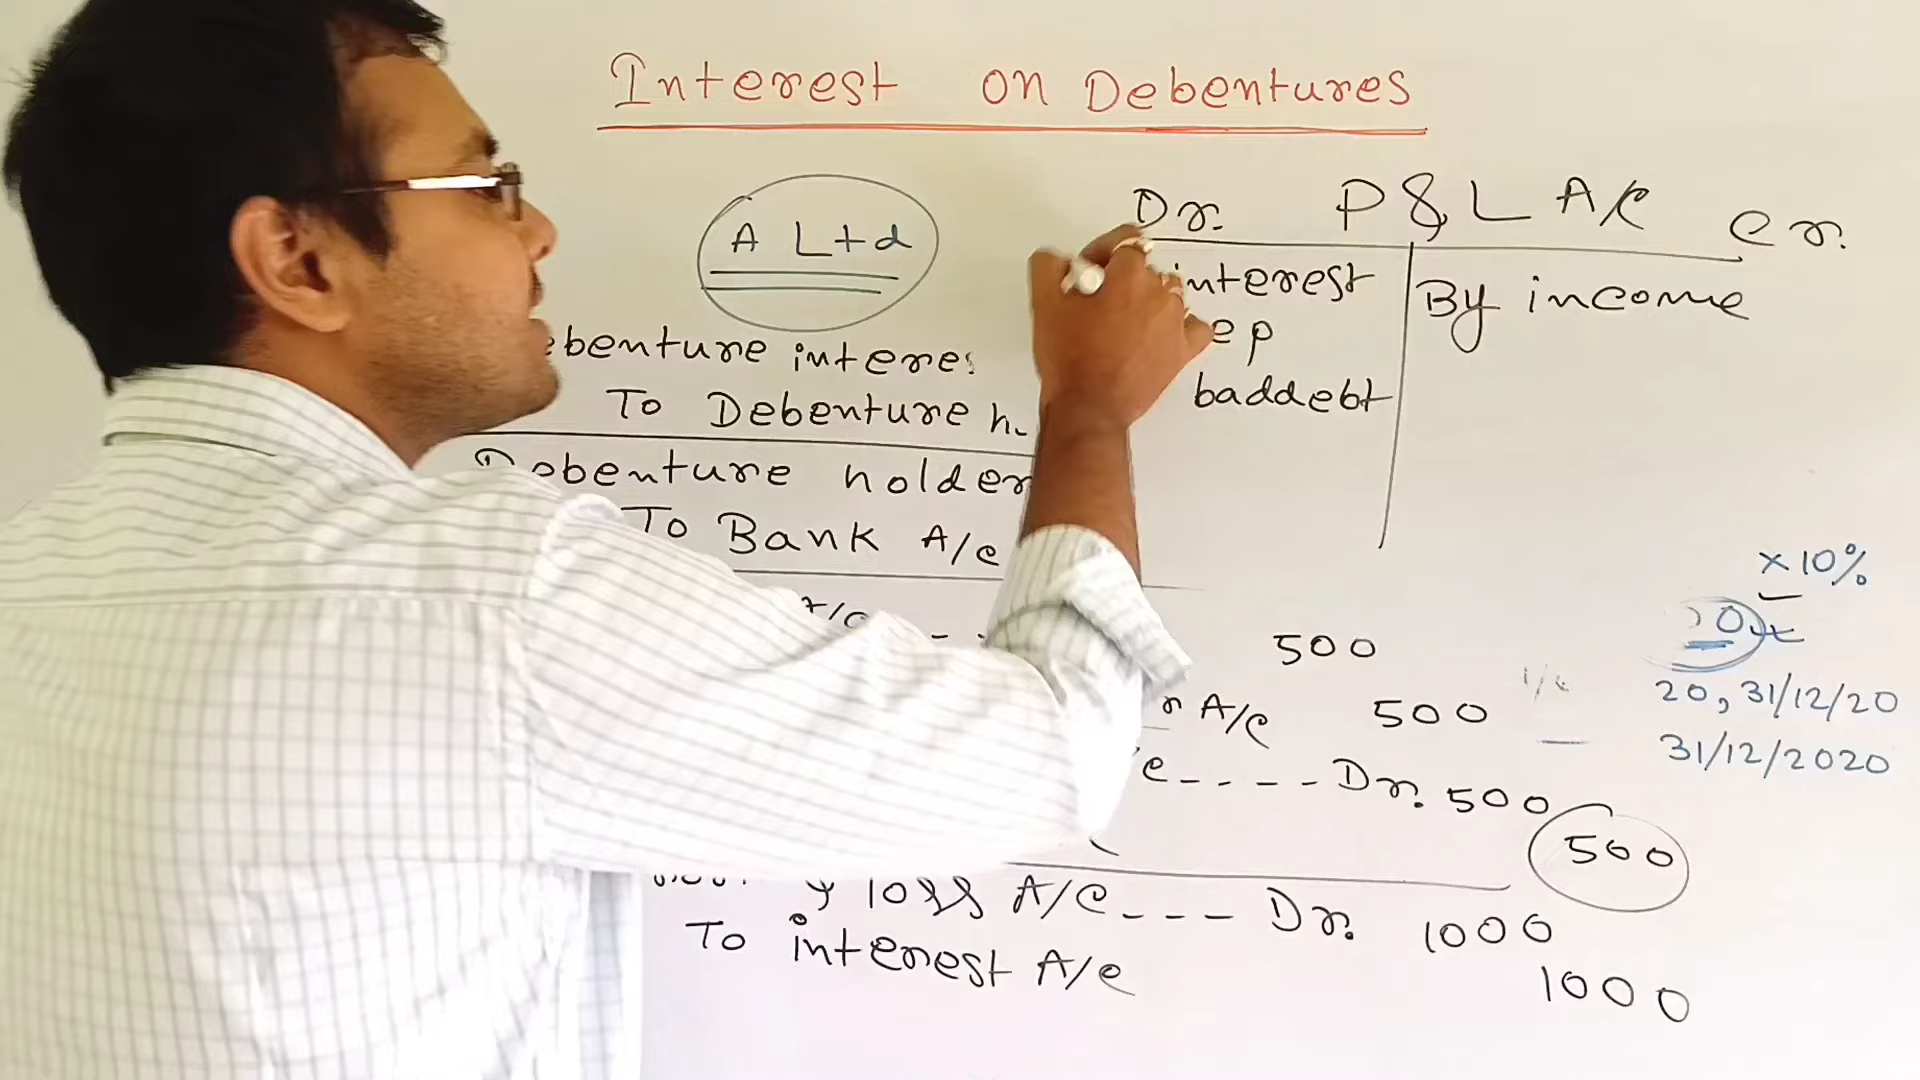 Interest on Debentures
A Ltd
Dr. P & L A/c Cr.
interest
ep
baddebt
By income
ebenture interes
To Debenture h
Debenture holder
To Bank A/c
500
A/c 500
Dr. 500
500
loss A/c --- Dr. 1000
To interest A/c
1000
x 10%
20, 31/12/20
31/12/2020